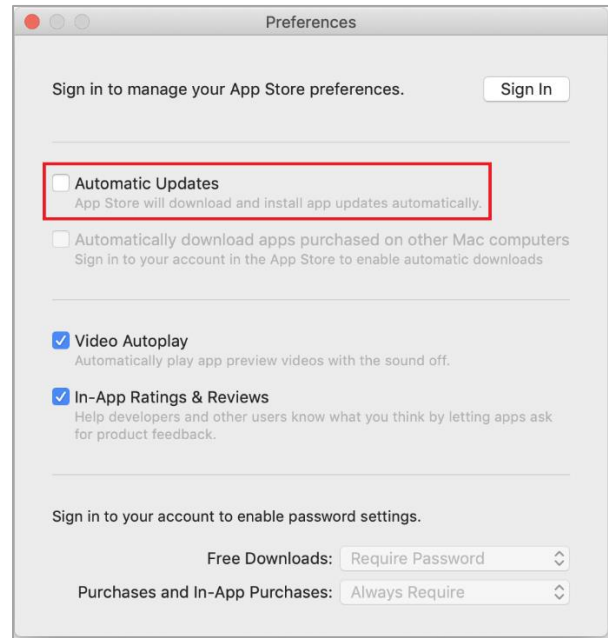 Preferences
Sign in to manage your App Store preferences.
Sign In
Automatic Updates
App Store will download and install app updates automatically.
Automatically download apps purchased on other Mac computers
Sign in to your account in the App Store to enable automatic downloads
Video Autoplay
Automatically play app preview videos with the sound off.
In-App Ratings & Reviews
Help developers and other users know what you think by letting apps ask
for product feedback.
Sign in to your account to enable password settings.
Free Downloads: Require Password
Purchases and In-App Purchases: Always Require